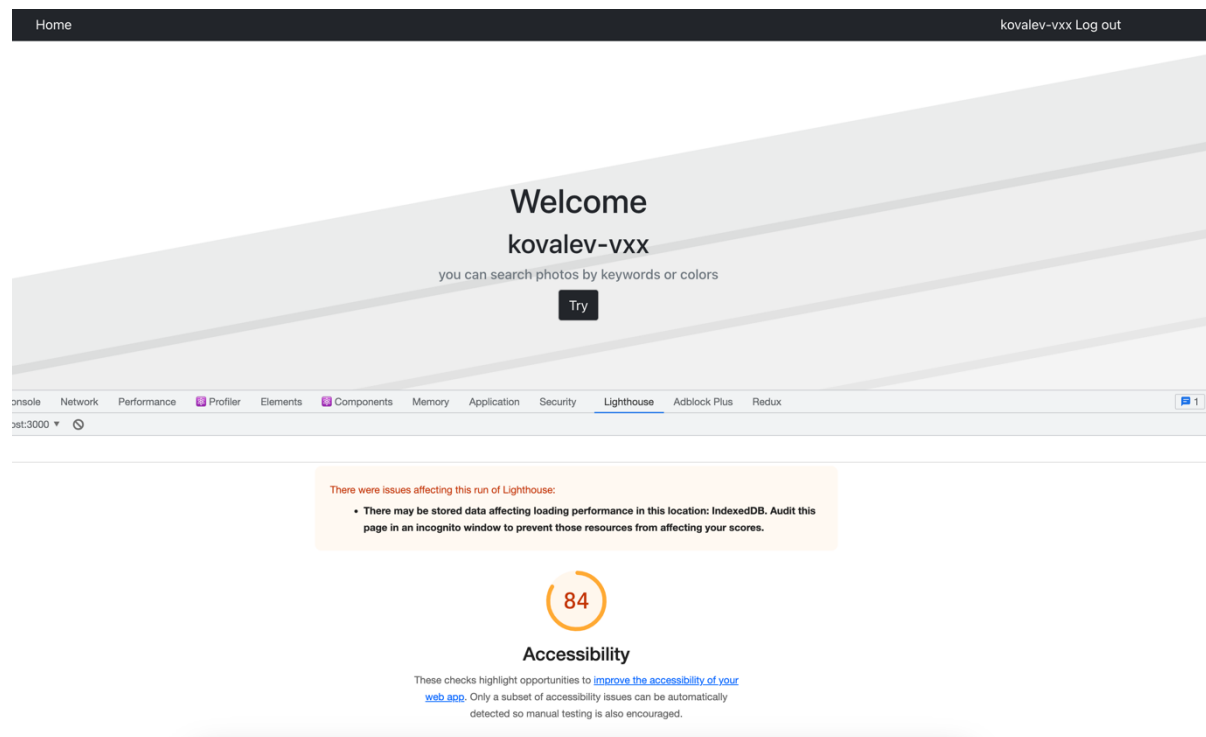 Home kovalev-vxx Log out
Welcome
kovalev-vxx
you can search photos by keywords or colors
Try
onsole Network Performance Profiler Elements Components Memory Application Security Lighthouse Adblock Plus Redux 1
ost:3000
There were issues affecting this run of Lighthouse:
• There may be stored data affecting loading performance in this location: IndexedDB. Audit this
page in an incognito window to prevent those resources from affecting your scores.
84
Accessibility
These checks highlight opportunities to improve the accessibility of your
web app. Only a subset of accessibility issues can be automatically
detected so manual testing is also encouraged.